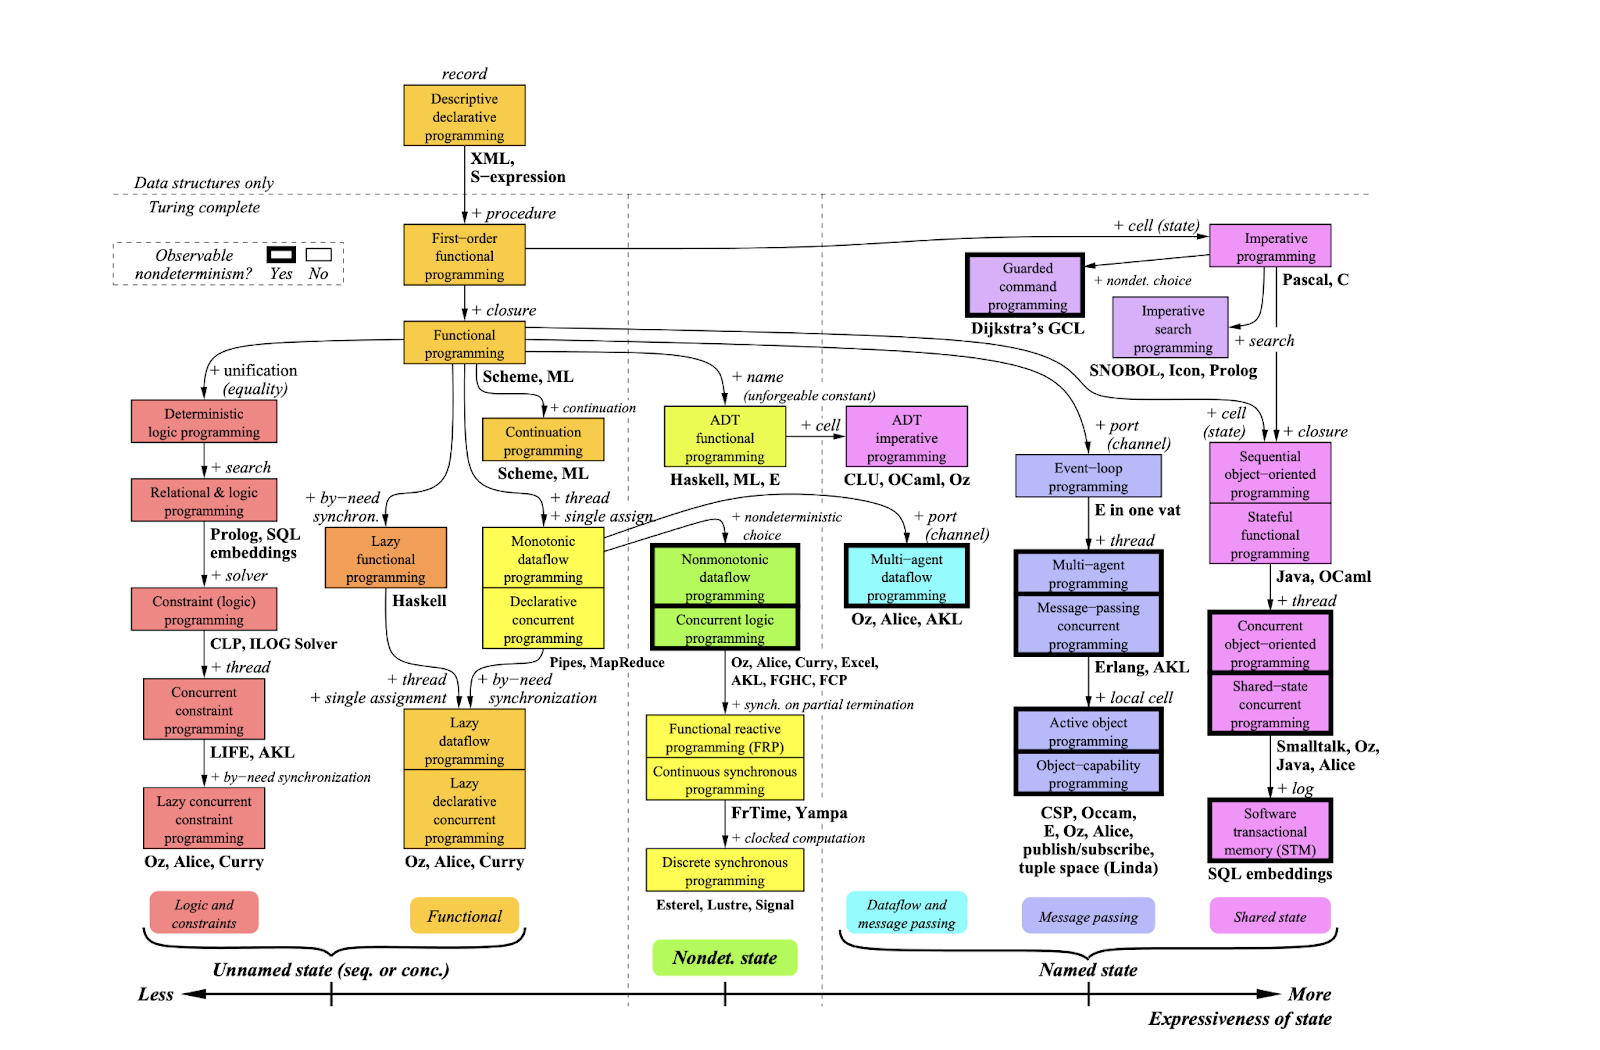 record
Descriptive
declarative
programming
XML,
S−expression
Data structures only
Turing complete
+ procedure
Observable
nondeterminism?
Yes
No
First−order
functional
programming
+ cell (state)
Imperative
programming
Pascal, C
+ nondet. choice
Guarded
command
programming
Dijkstra's GCL
+ search
Imperative
search
programming
SNOBOL, Icon, Prolog
+ closure
Functional
programming
Scheme, ML
+ unification
(equality)
Deterministic
logic programming
+ search
Relational & logic
programming
Prolog, SQL
embeddings
+ solver
Constraint (logic)
programming
CLP, ILOG Solver
+ thread
Concurrent
constraint
programming
LIFE, AKL
+ by−need synchronization
Lazy concurrent
constraint
programming
Oz, Alice, Curry
+ continuation
Continuation
programming
Scheme, ML
+ by−need
synchron.
Lazy
functional
programming
Haskell
+ thread
+ single assign.
Monotonic
dataflow
programming
Declarative
concurrent
programming
Pipes, MapReduce
+ thread
+ single assignment
+ by−need
synchronization
Lazy
dataflow
programming
Lazy
declarative
concurrent
programming
Oz, Alice, Curry
+ name
(unforgeable constant)
ADT
functional
programming
Haskell, ML, E
+ cell
ADT
imperative
programming
CLU, OCaml, Oz
+ nondeterministic
choice
Nonmonotonic
dataflow
programming
Concurrent logic
programming
Oz, Alice, Curry, Excel,
AKL, FGHC, FCP
+ synch. on partial termination
Functional reactive
programming (FRP)
Continuous synchronous
programming
FrTime, Yampa
+ clocked computation
Discrete synchronous
programming
Esterel, Lustre, Signal
+ port
(channel)
Multi−agent
dataflow
programming
Oz, Alice, AKL
+ port
(channel)
Event−loop
programming
E in one vat
+ thread
Multi−agent
programming
Message−passing
concurrent
programming
Erlang, AKL
+ local cell
Active object
programming
Object−capability
programming
CSP, Occam,
E, Oz, Alice,
publish/subscribe,
tuple space (Linda)
+ cell
(state)
+ closure
Sequential
object−oriented
programming
Stateful
functional
programming
Java, OCaml
+ thread
Concurrent
object−oriented
programming
Shared−state
concurrent
programming
Smalltalk, Oz,
Java, Alice
+ log
Software
transactional
memory (STM)
SQL embeddings
Logic and
constraints
Functional
Dataflow and
message passing
Message passing
Shared state
Unnamed state (seq. or conc.)
Nondet. state
Named state
Less
More
Expressiveness of state